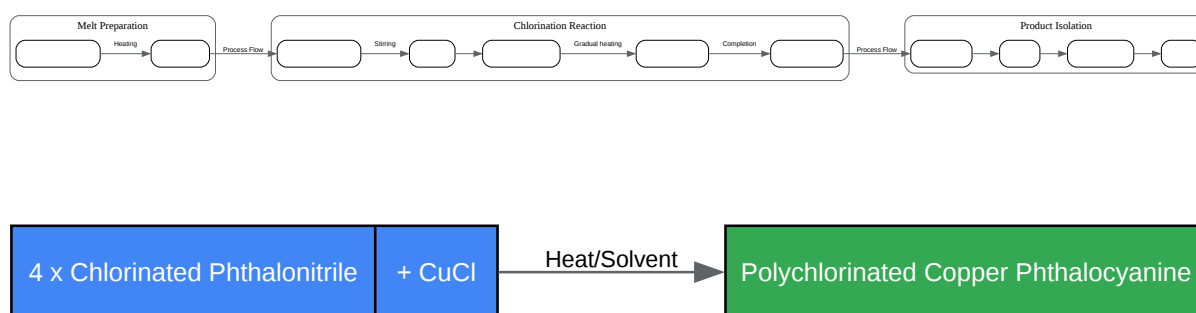 Melt Preparation
Chlorination Reaction
Product Isolation
Heating
Process Flow
Stirring
Gradual heating
Completion
Process Flow
4 x Chlorinated Phthalonitrile
+ CuCl
Heat/Solvent
Polychlorinated Copper Phthalocyanine